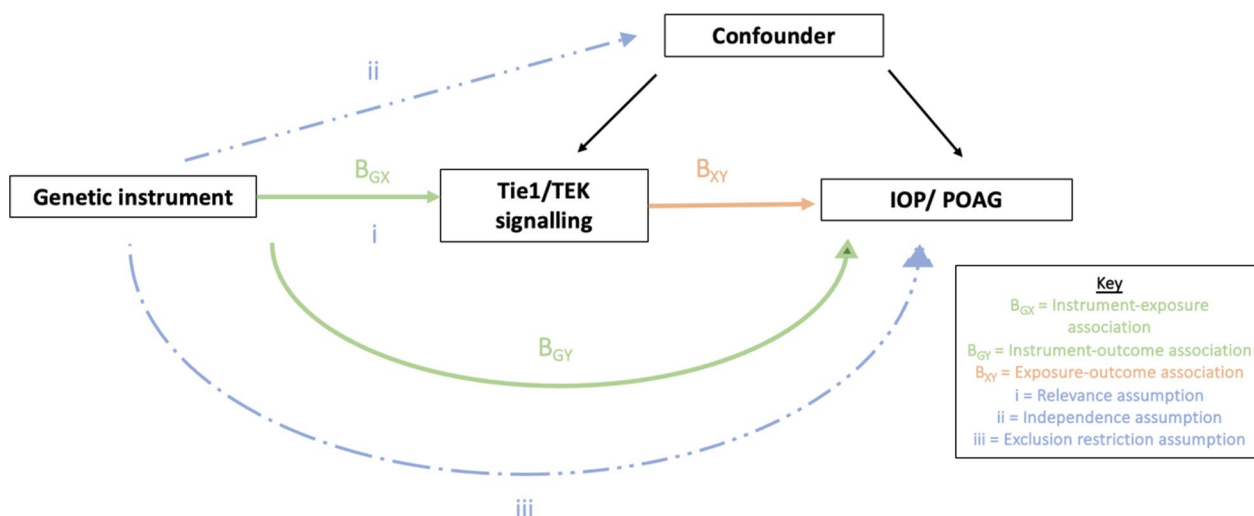 Confounder
ii
Genetic instrument
BGX
i
Tie1/TEK
signalling
BXY
IOP/ POAG
BGY
iii
Key
BGX = Instrument-exposure
association
BGY = Instrument-outcome association
BXY = Exposure-outcome association
i = Relevance assumption
ii = Independence assumption
iii = Exclusion restriction assumption